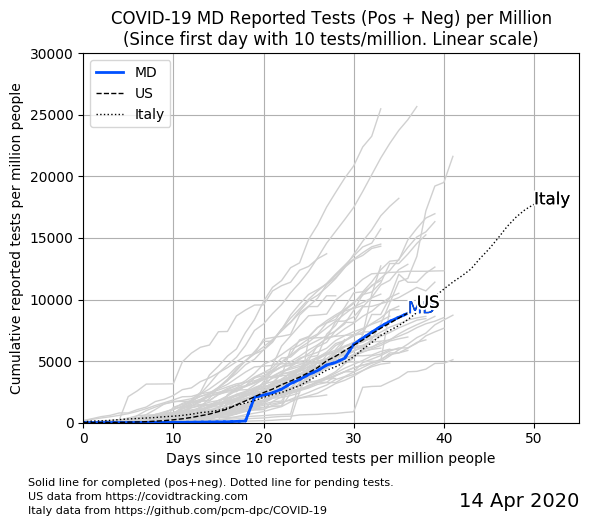 COVID-19 MD Reported Tests (Pos + Neg) per Million
(Since first day with 10 tests/million. Linear scale)
Cumulative reported tests per million people
30000
25000
20000
15000
10000
5000
0
MD
US
Italy
Italy
US
MD
0 10 20 30 40 50
Days since 10 reported tests per million people
Solid line for completed (pos+neg). Dotted line for pending tests.
US data from https://covidtracking.com
Italy data from https://github.com/pcm-dpc/COVID-19
14 Apr 2020